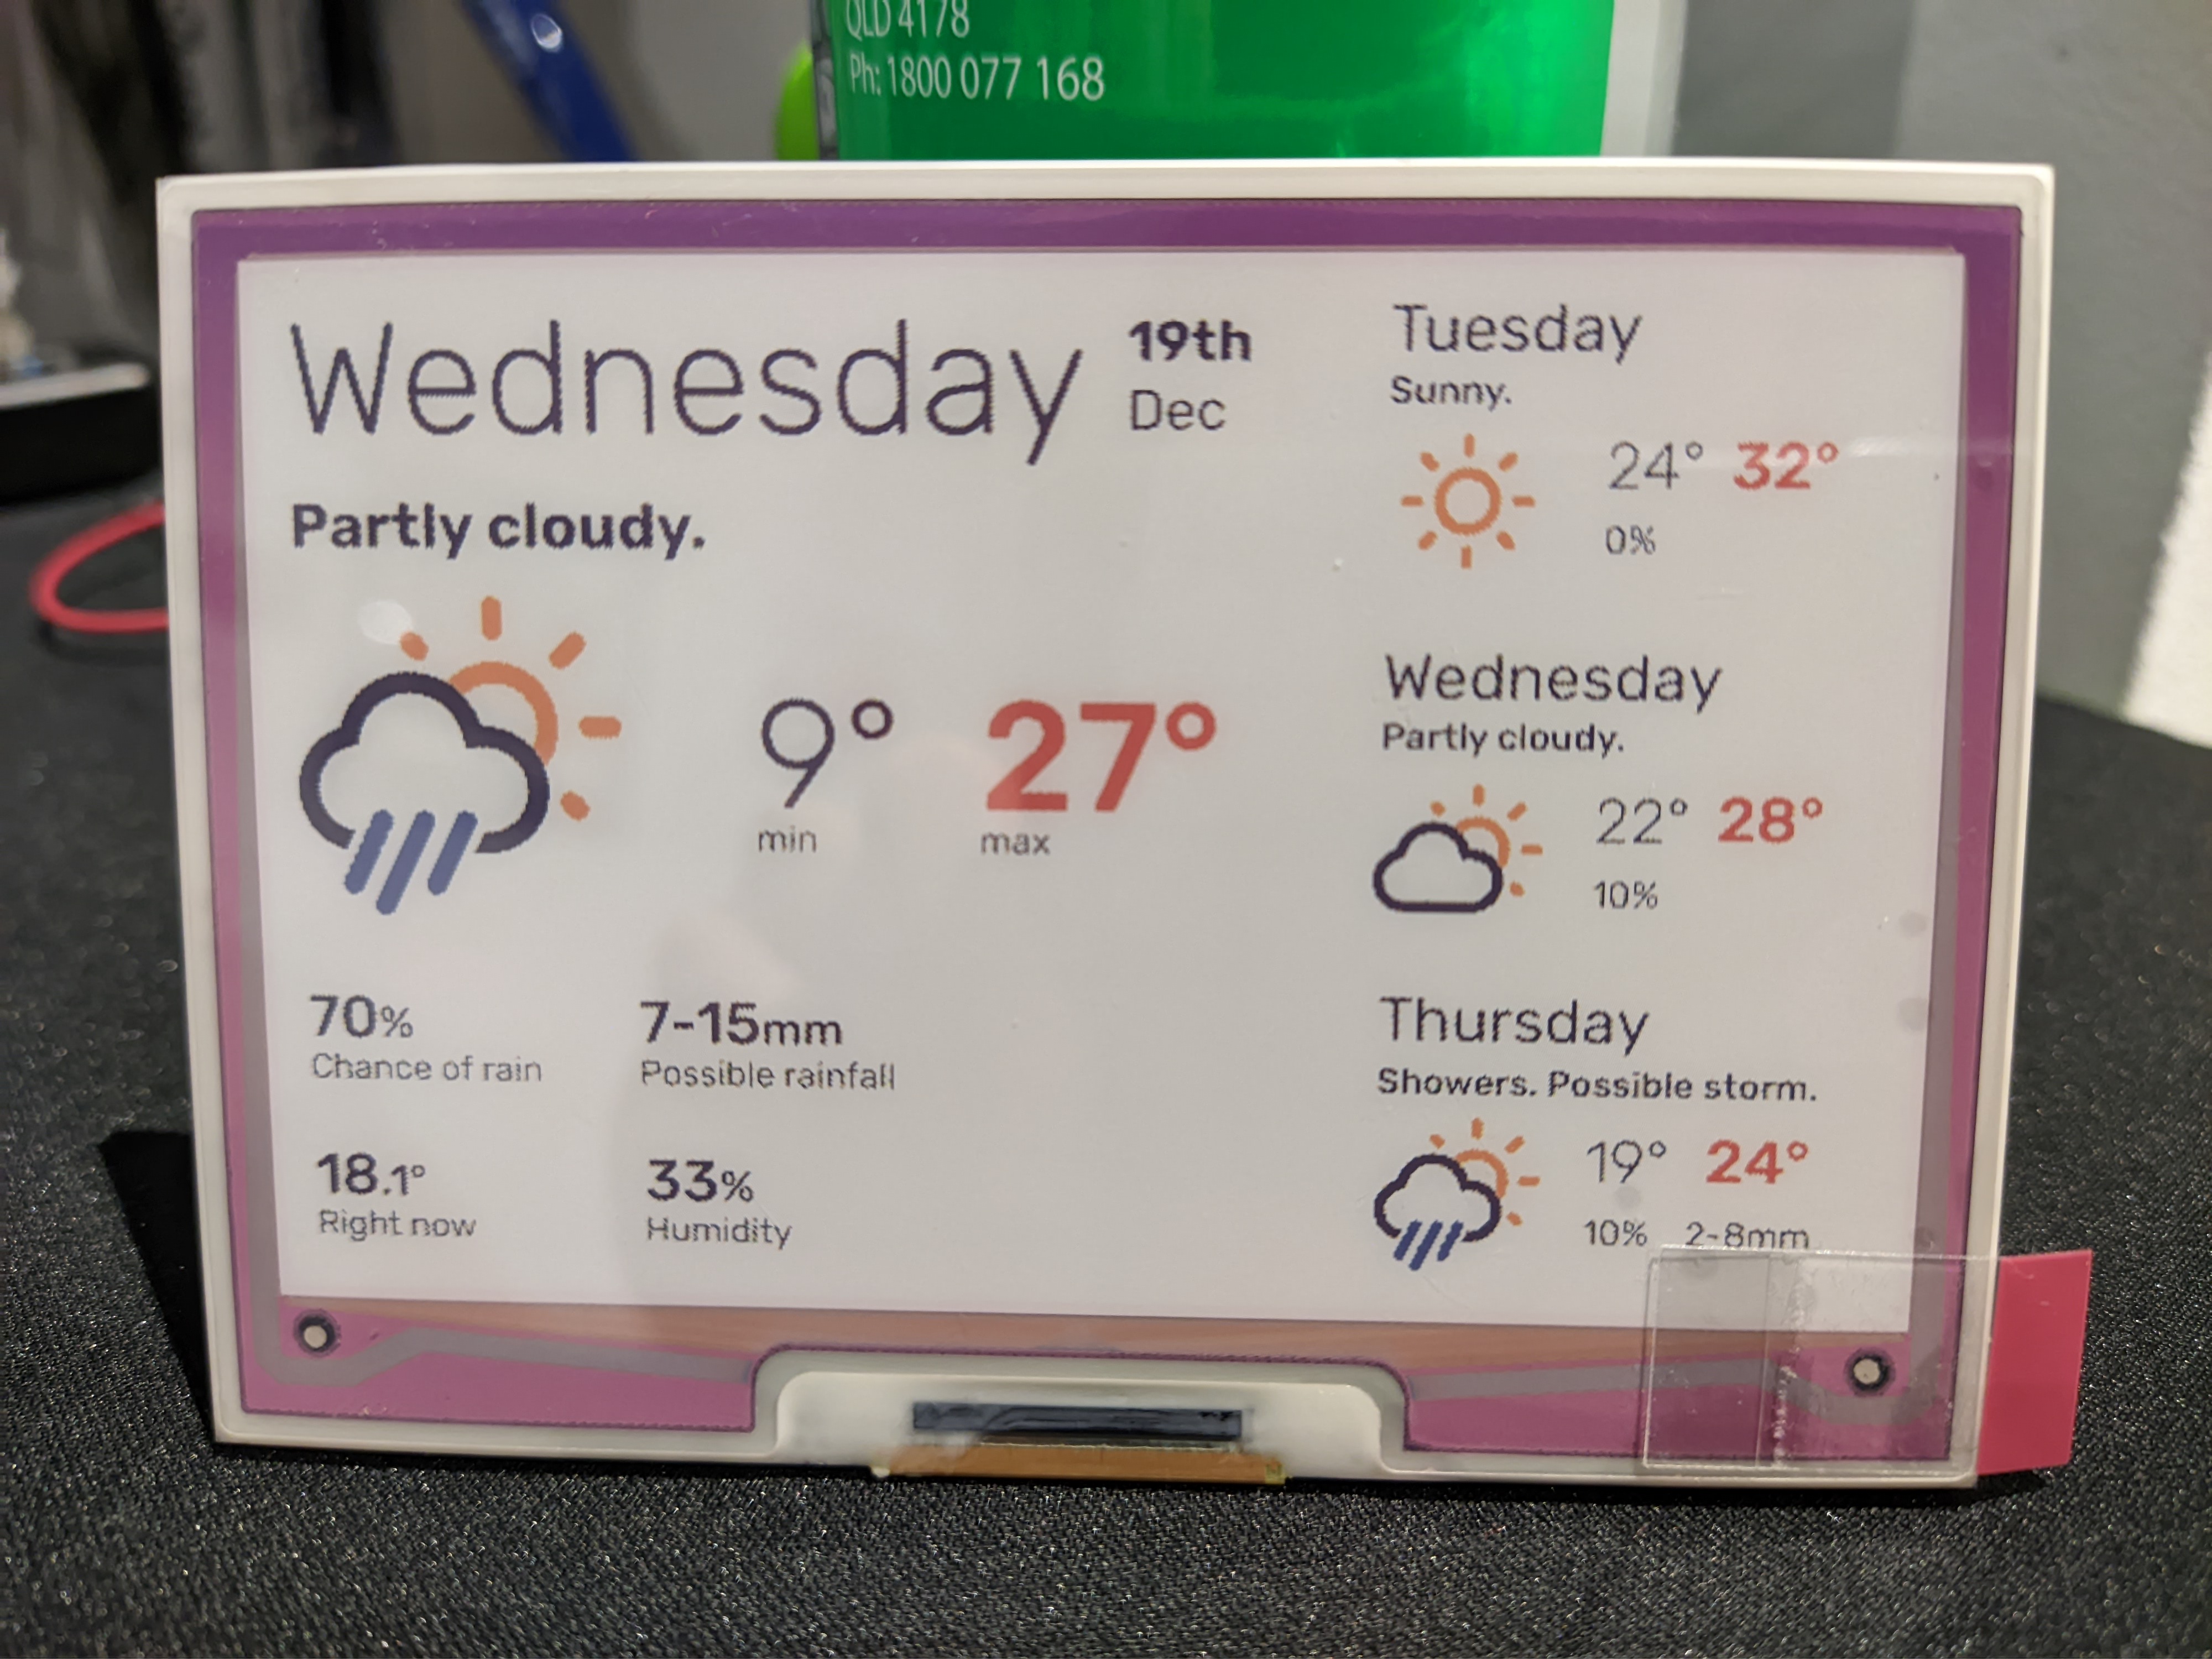 QLD 4178
Ph: 1800 077 168
Wednesday
19th
Dec
Partly cloudy.
9°
min
27°
max
70%
Chance of rain
7-15mm
Possible rainfall
18.1°
Right now
33%
Humidity
Tuesday
Sunny.
24° 32°
0%
Wednesday
Partly cloudy.
22° 28°
10%
Thursday
Showers. Possible storm.
19° 24°
10% 2-8mm